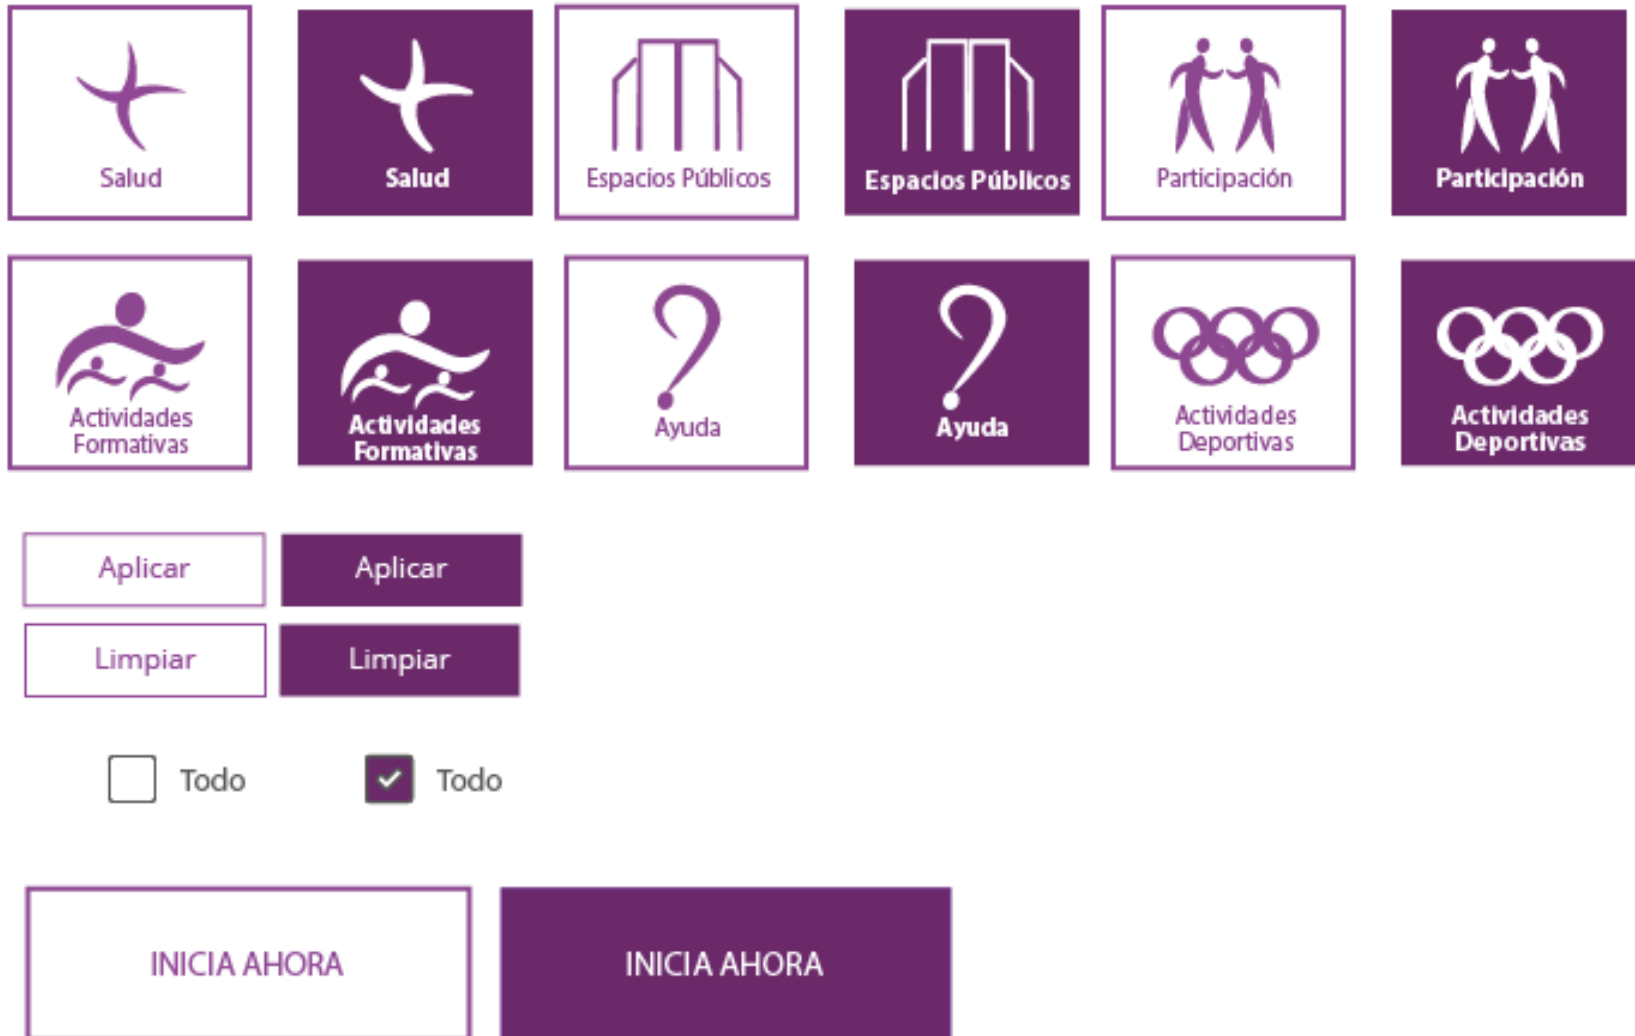 Salud
Salud
Espacios Públicos
Espacios Públicos
Participación
Participación
Actividades
Formativas
Actividades
Formativas
Ayuda
Ayuda
Actividades
Deportivas
Actividades
Deportivas
Aplicar
Aplicar
Limpiar
Limpiar
Todo
Todo
INICIA AHORA
INICIA AHORA